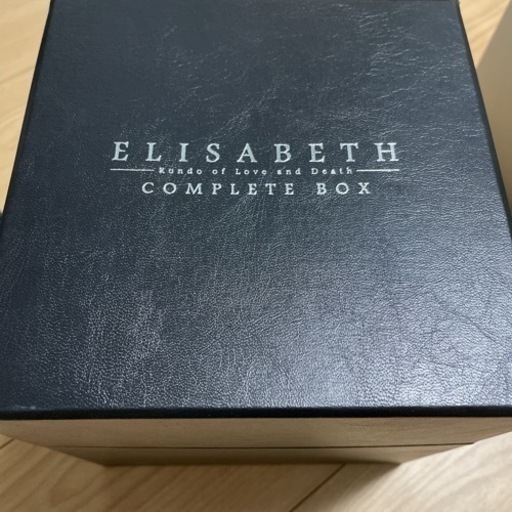 ELISABETH
Rondo of Love and Death
COMPLETE BOX